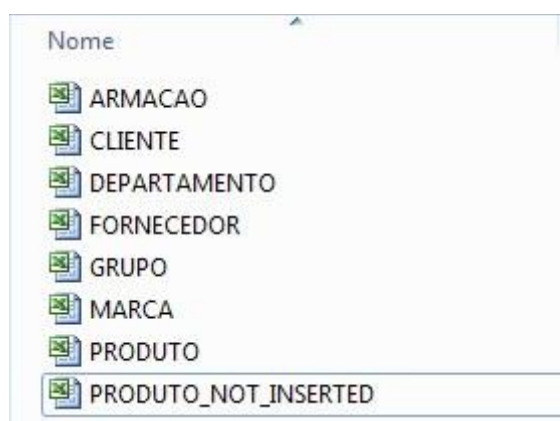 Nome
ARMACAO
CLIENTE
DEPARTAMENTO
FORNECEDOR
GRUPO
MARCA
PRODUTO
PRODUTO_NOT_INSERTED